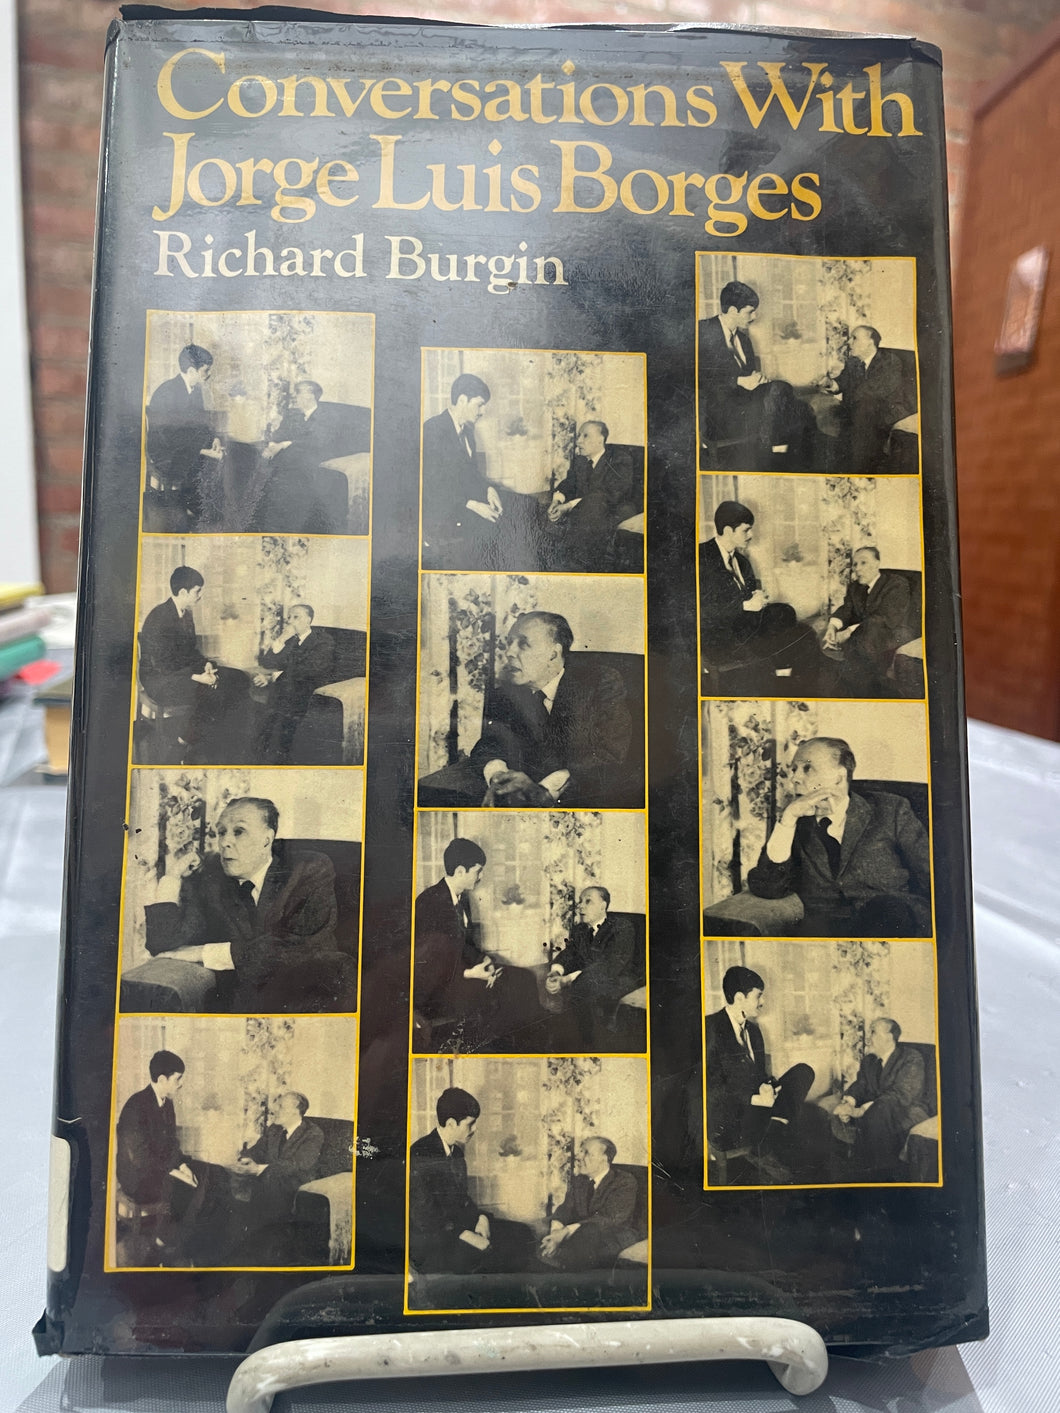 Conversations With
Jorge Luis Borges
Richard Burgin